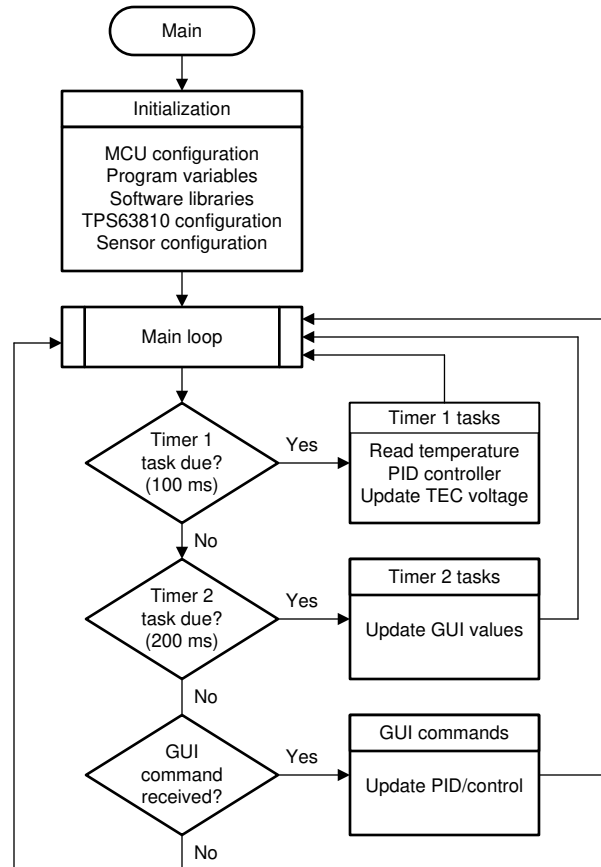 Main
Initialization
MCU configuration
Program variables
Software libraries
TPS63810 configuration
Sensor configuration
Main loop
Timer 1
task due?
(100 ms)
Yes
No
Timer 1 tasks
Read temperature
PID controller
Update TEC voltage
Timer 2
task due?
(200 ms)
Yes
No
Timer 2 tasks
Update GUI values
GUI
command
received?
Yes
No
GUI commands
Update PID/control